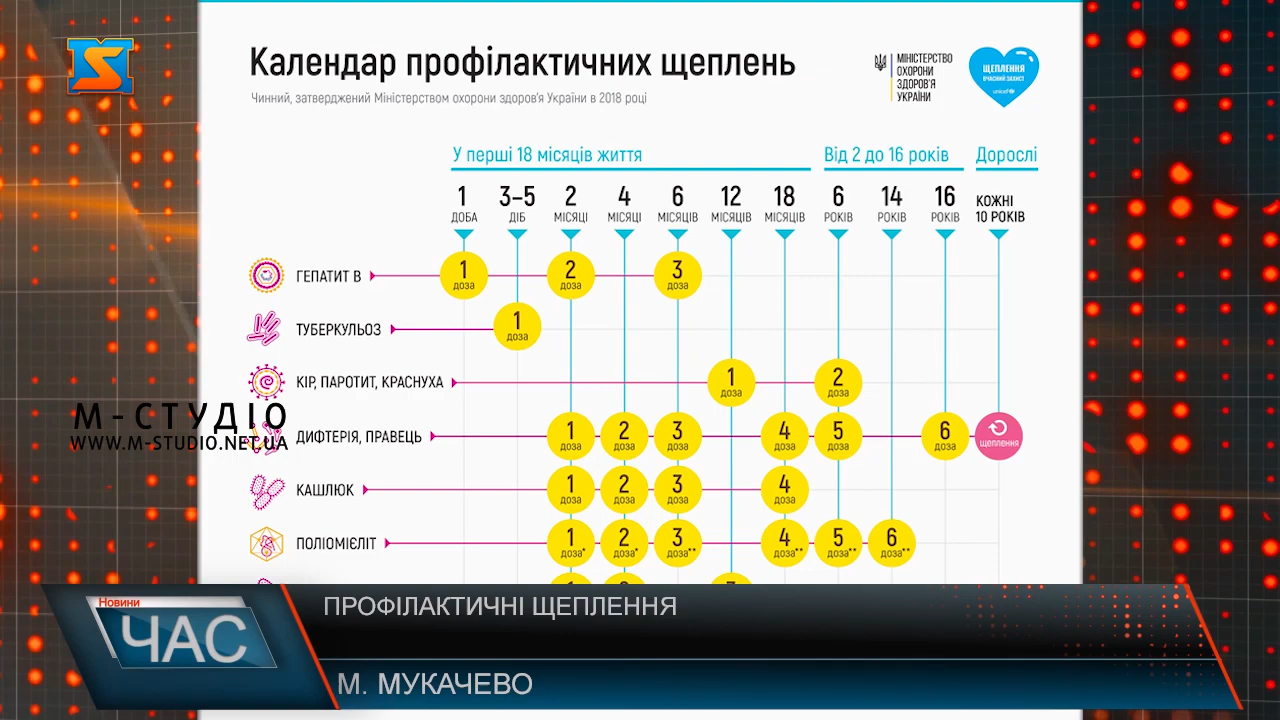 Календар профілактичних щеплень
Чинний, затверджений Міністерством охорони здоров'я України в 2018 році
МІНІСТЕРСТВО
ОХОРОНИ
ЗДОРОВ'Я
УКРАЇНИ
ЩЕПЛЕННЯ
ВЧАСНИЙ ЗАХИСТ
unicef
У перші 18 місяців життя
Від 2 до 16 років
Дорослі
1 3–5 2 4 6 12 18 6 14 16 КОЖНІ
ДОБА ДІБ МІСЯЦІ МІСЯЦІ МІСЯЦІВ МІСЯЦІВ МІСЯЦІВ РОКІВ РОКІВ РОКІВ 10 РОКІВ
ГЕПАТИТ В 1 доза 2 доза 3 доза
ТУБЕРКУЛЬОЗ 1 доза
КІР, ПАРОТИТ, КРАСНУХА 1 доза 2 доза
М-СТУДІО
WWW.M-STUDIO.NET.UA
ДИФТЕРІЯ, ПРАВЕЦЬ 1 доза 2 доза 3 доза 4 доза 5 доза 6 доза щеплення
КАШЛЮК 1 доза 2 доза 3 доза 4 доза
ПОЛІОМІЄЛІТ 1 доза* 2 доза* 3 доза** 4 доза** 5 доза** 6 доза**
Новини
ЧАС
ПРОФІЛАКТИЧНІ ЩЕПЛЕННЯ
М. МУКАЧЕВО